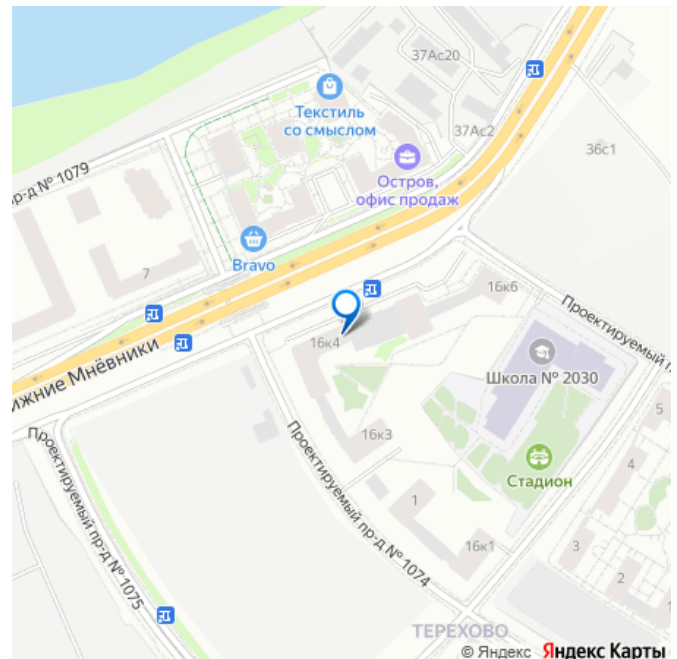 37Ас20
Текстиль
со смыслом
37Ас2
36с1
Остров,
офис продаж
р-д № 1079
Bravo
7
16к6
Проектируемый п
16к4
Школа № 2030
ижние Мнёвники
5
16к3
4
Стадион
Проектируемый пр-д № 1074
Проектируемый пр-д № 1075
1
16к1
3
2
ТЕРЕХОВО
© Яндекс Яндекс Карты